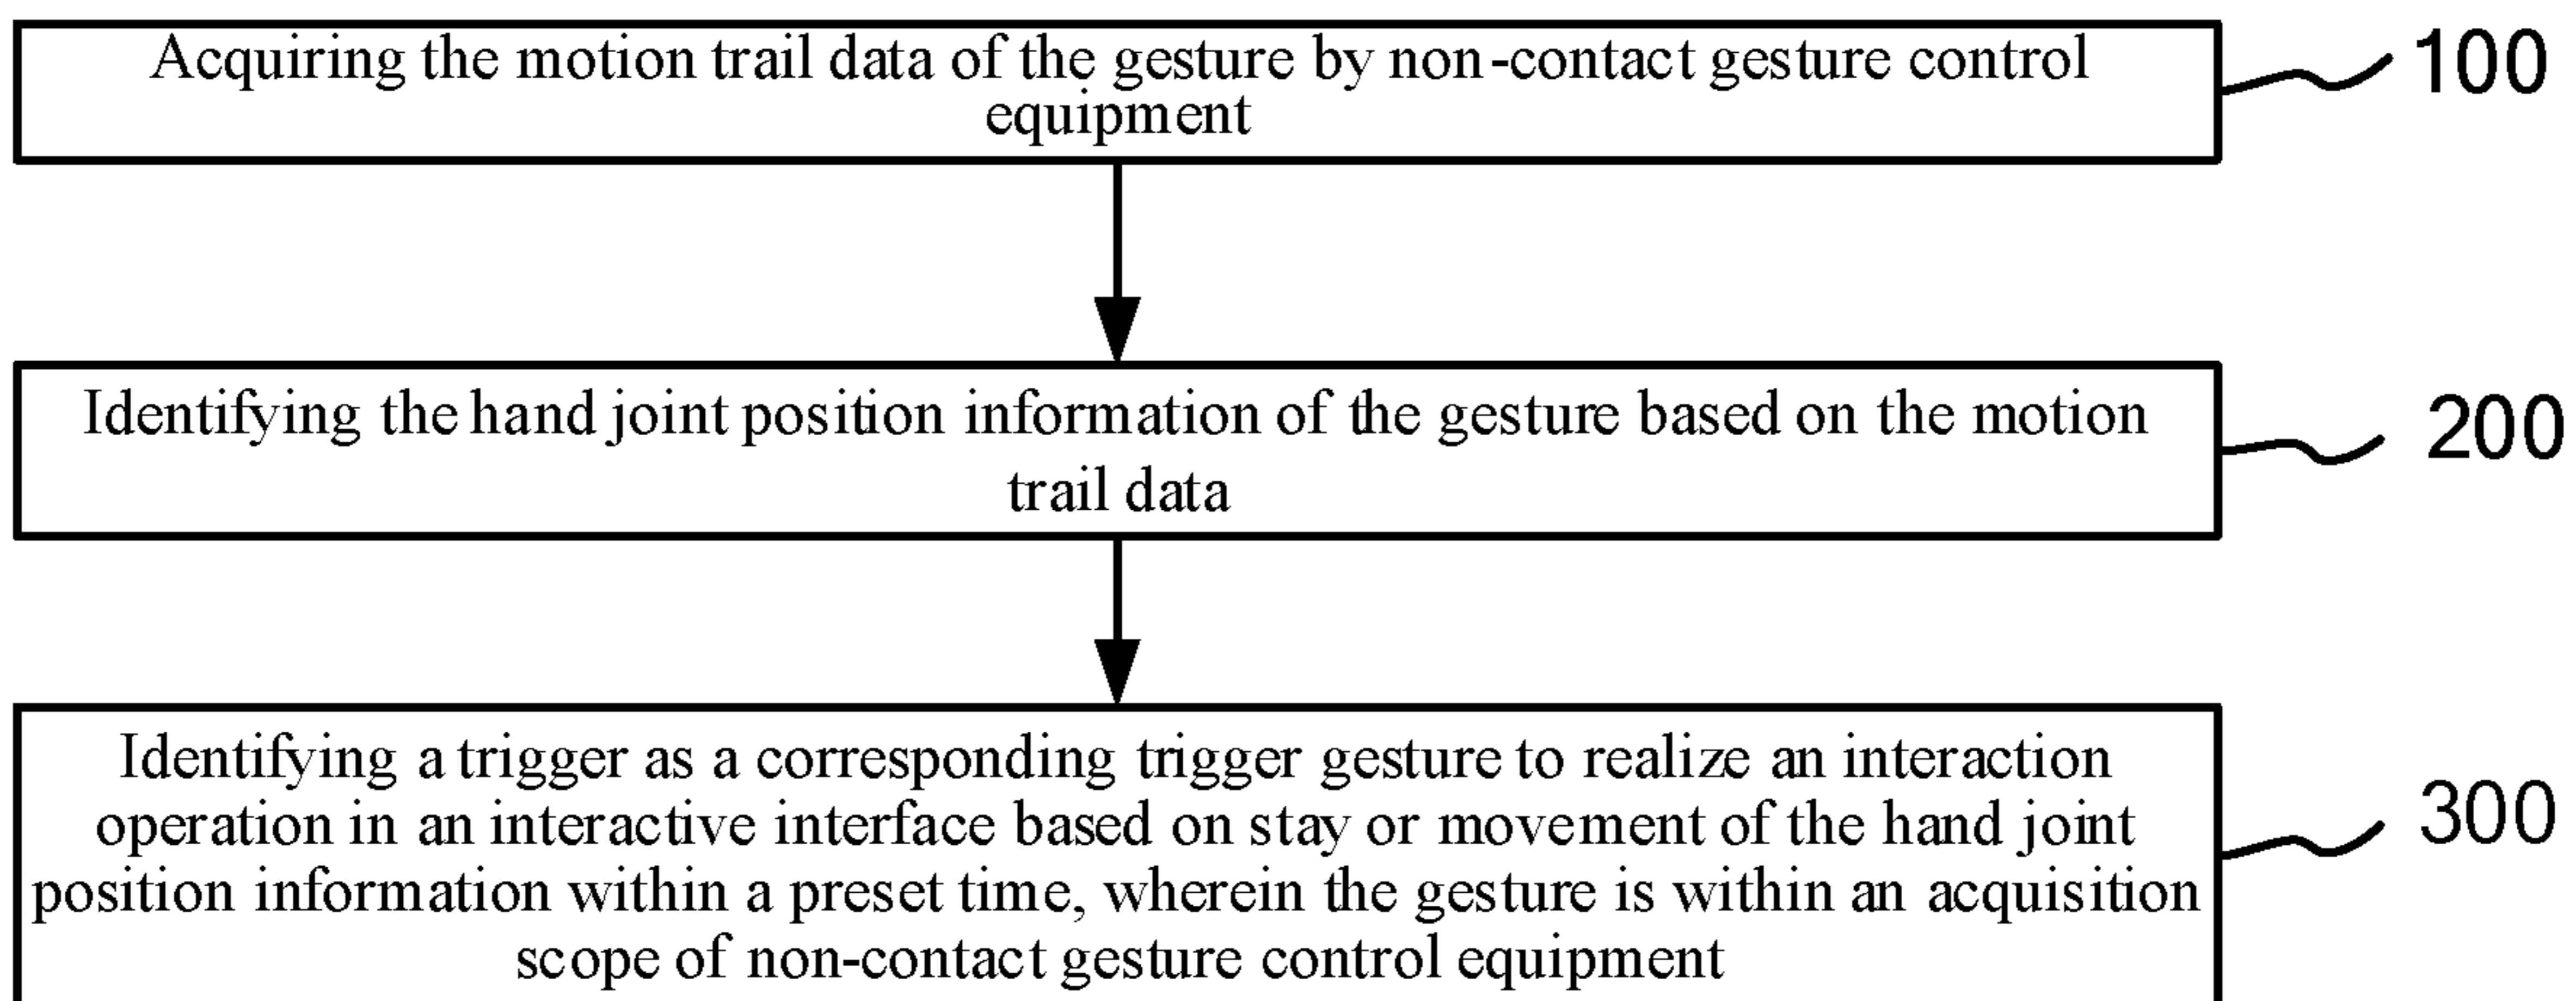 Acquiring the motion trail data of the gesture by non-contact gesture control
equipment
100
Identifying the hand joint position information of the gesture based on the motion
trail data
200
Identifying a trigger as a corresponding trigger gesture to realize an interaction
operation in an interactive interface based on stay or movement of the hand joint
position information within a preset time, wherein the gesture is within an acquisition
scope of non-contact gesture control equipment
300